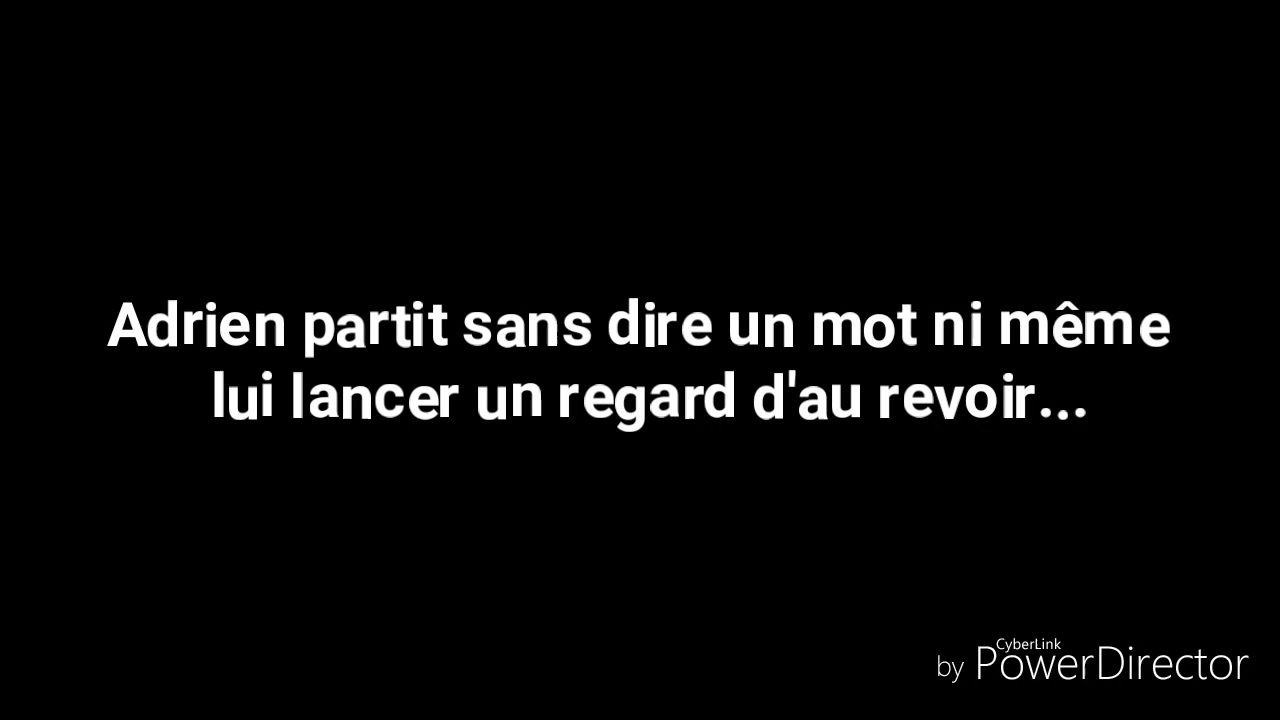 Adrien partit sans dire un mot ni même
lui lancer un regard d'au revoir...
by CyberLink PowerDirector